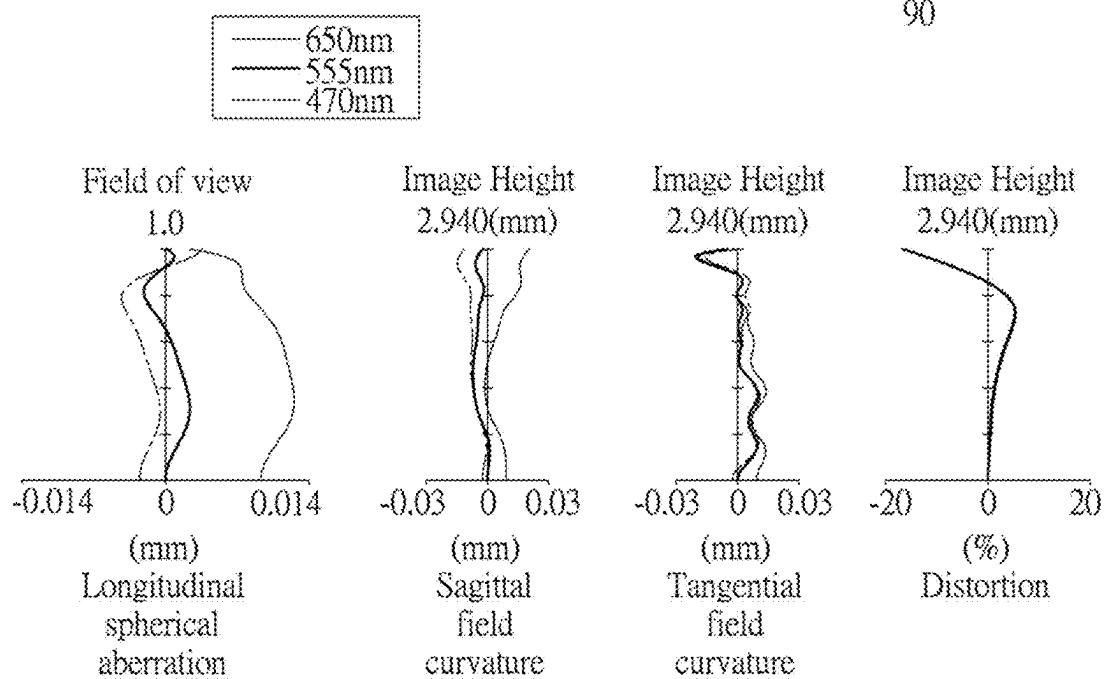 90
650nm
555nm
470nm
Field of view
1.0
Image Height
2.940(mm)
Image Height
2.940(mm)
Image Height
2.940(mm)
-0.014 0 0.014
(mm)
Longitudinal
spherical
aberration
-0.03 0 0.03
(mm)
Sagittal
field
curvature
-0.03 0 0.03
(mm)
Tangential
field
curvature
-20 0 20
(%)
Distortion